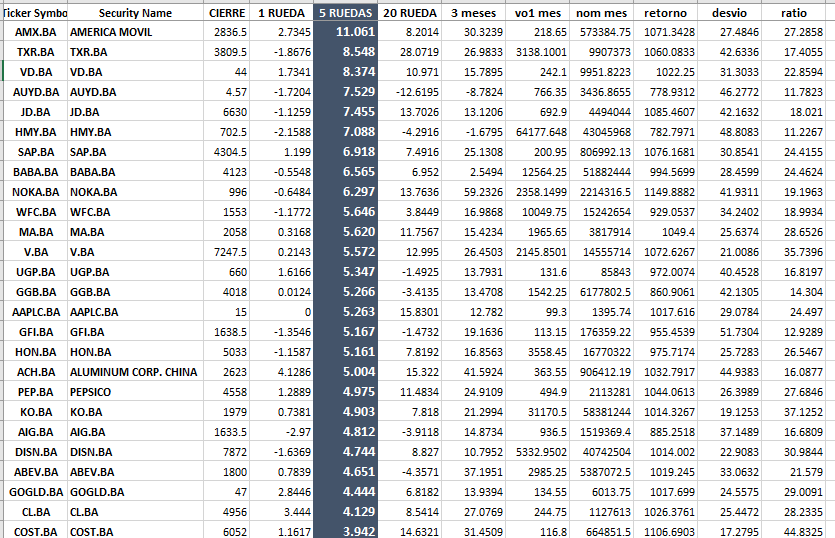 Ticker Symbo Security Name CIERRE 1 RUEDA 5 RUEDAS 20 RUEDA 3 meses vo1 mes nom mes retorno desvio ratio
AMX.BA AMERICA MOVIL 2836.5 2.7345 11.061 8.2014 30.3239 218.65 573384.75 1071.3428 27.4846 27.2858
TXR.BA TXR.BA 3809.5 -1.8676 8.548 28.0719 26.9833 3138.1001 9907373 1060.0833 42.6336 17.4055
VD.BA VD.BA 44 1.7341 8.374 10.971 15.7895 242.1 9951.8223 1022.25 31.3033 22.8594
AUYD.BA AUYD.BA 4.57 -1.7204 7.529 -12.6195 -8.7824 766.35 3436.8655 778.9312 46.2772 11.7823
JD.BA JD.BA 6630 -1.1259 7.455 13.7026 13.1206 692.9 4494044 1085.4607 42.1632 18.021
HMY.BA HMY.BA 702.5 -2.1588 7.088 -4.2916 -1.6795 64177.648 43045968 782.7971 48.8083 11.2267
SAP.BA SAP.BA 4304.5 1.199 6.918 7.4916 25.1308 200.95 806992.13 1076.1681 30.8541 24.4155
BABA.BA BABA.BA 4123 -0.5548 6.565 6.952 2.5494 12564.25 51882444 994.5699 28.4599 24.4624
NOKA.BA NOKA.BA 996 -0.6484 6.297 13.7636 59.2326 2358.1499 2214316.5 1149.8882 41.9311 19.1963
WFC.BA WFC.BA 1553 -1.1772 5.646 3.8449 16.9868 10049.75 15242654 929.0537 34.2402 18.9934
MA.BA MA.BA 2058 0.3168 5.620 11.7567 15.4234 1965.65 3817914 1049.4 25.6374 28.6526
V.BA V.BA 7247.5 0.2143 5.572 12.995 26.4503 2145.8501 14555714 1072.6267 21.0086 35.7396
UGP.BA UGP.BA 660 1.6166 5.347 -1.4925 13.7931 131.6 85843 972.0074 40.4528 16.8197
GGB.BA GGB.BA 4018 0.0124 5.266 -3.4135 13.4708 1542.25 6177802.5 860.9061 42.1305 14.304
AAPLC.BA AAPLC.BA 15 0 5.263 15.8301 12.782 99.3 1395.74 1017.616 29.0784 24.497
GFI.BA GFI.BA 1638.5 -1.3546 5.167 -1.4732 19.1636 113.15 176359.22 955.4539 51.7304 12.9289
HON.BA HON.BA 5033 -1.1587 5.161 7.8192 16.8563 3558.45 16770322 975.7174 25.7283 26.5467
ACH.BA ALUMINUM CORP. CHINA 2623 4.1286 5.004 15.322 41.5924 363.55 906412.19 1032.7917 44.9383 16.0877
PEP.BA PEPSICO 4558 1.2889 4.975 11.4834 24.9109 494.9 2113281 1044.0613 26.3989 27.6846
KO.BA KO.BA 1979 0.7381 4.903 7.818 21.2994 31170.5 58381244 1014.3267 19.1253 37.1252
AIG.BA AIG.BA 1633.5 -2.97 4.812 -3.9118 14.8734 936.5 1519369.4 885.2518 37.1489 16.6809
DISN.BA DISN.BA 7872 -1.6369 4.744 8.827 10.7952 5332.9502 40742504 1014.002 22.9083 30.9844
ABEV.BA ABEV.BA 1800 0.7839 4.651 -4.3571 37.1951 2985.25 5387072.5 1019.245 33.0632 21.579
GOGLD.BA GOGLD.BA 47 2.8446 4.444 6.8182 13.9394 134.55 6013.75 1017.699 24.5575 29.0091
CL.BA CL.BA 4956 3.444 4.129 8.5414 27.0769 244.75 1127613 1026.3761 25.4472 28.2335
COST.BA COST.BA 6052 1.1617 3.942 14.6321 31.4509 116.8 664851.5 1106.6903 17.2795 44.8325